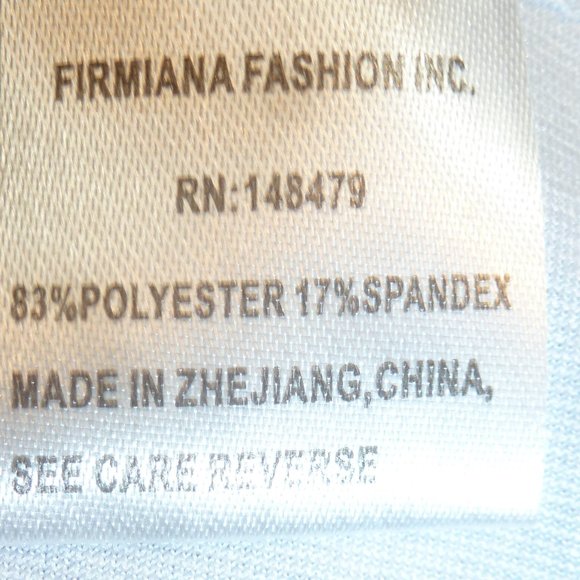 FIRMIANA FASHION INC.
RN:148479
83%POLYESTER 17%SPANDEX
MADE IN ZHEJIANG,CHINA,
SEE CARE REVERSE